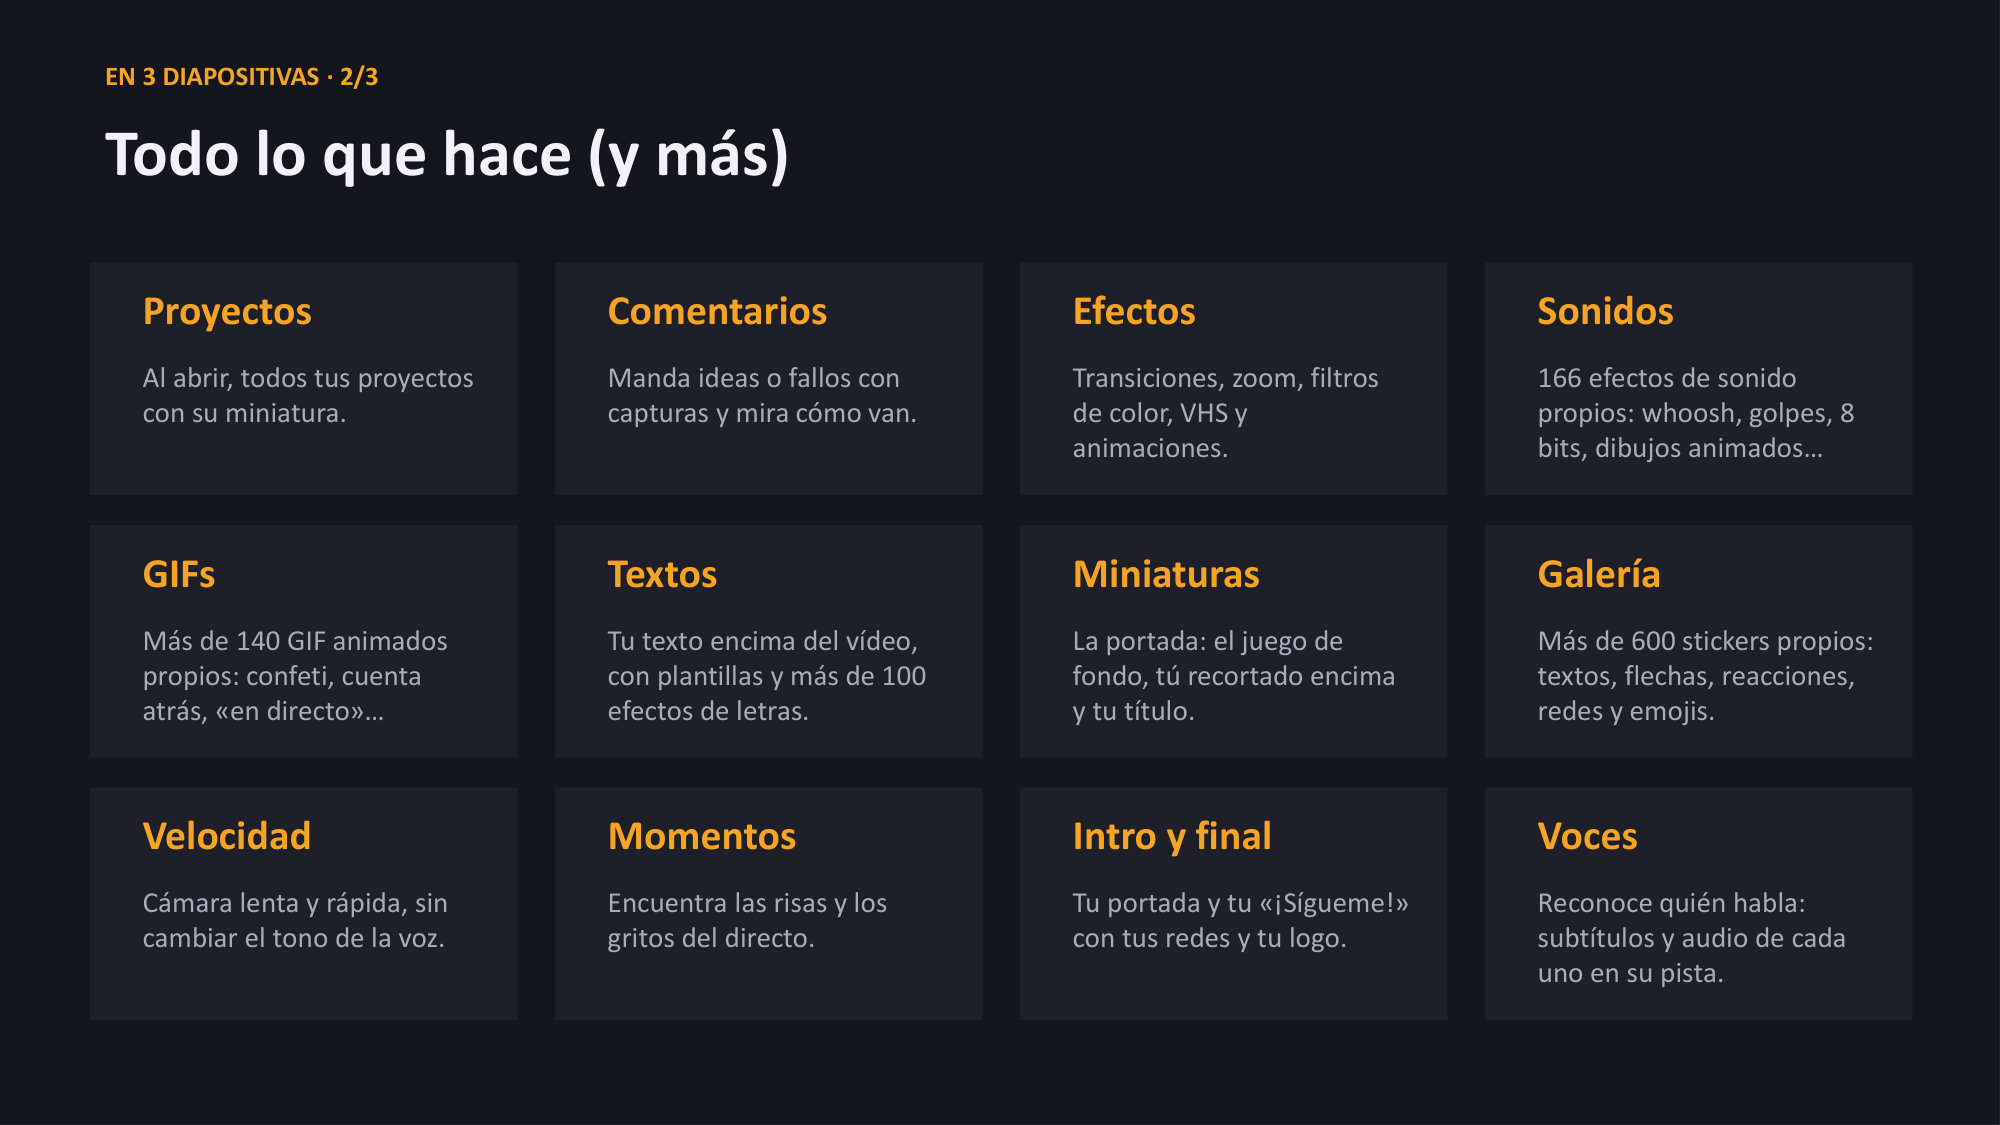 EN 3 DIAPOSITIVAS · 2/3
Todo lo que hace (y más)
Proyectos
Al abrir, todos tus proyectos
con su miniatura.
Comentarios
Manda ideas o fallos con
capturas y mira cómo van.
Efectos
Transiciones, zoom, filtros
de color, VHS y
animaciones.
Sonidos
166 efectos de sonido
propios: whoosh, golpes, 8
bits, dibujos animados...
GIFs
Más de 140 GIF animados
propios: confeti, cuenta
atrás, «en directo»...
Textos
Tu texto encima del vídeo,
con plantillas y más de 100
efectos de letras.
Miniaturas
La portada: el juego de
fondo, tú recortado encima
y tu título.
Galería
Más de 600 stickers propios:
textos, flechas, reacciones,
redes y emojis.
Velocidad
Cámara lenta y rápida, sin
cambiar el tono de la voz.
Momentos
Encuentra las risas y los
gritos del directo.
Intro y final
Tu portada y tu «¡Sígueme!»
con tus redes y tu logo.
Voces
Reconoce quién habla:
subtítulos y audio de cada
uno en su pista.